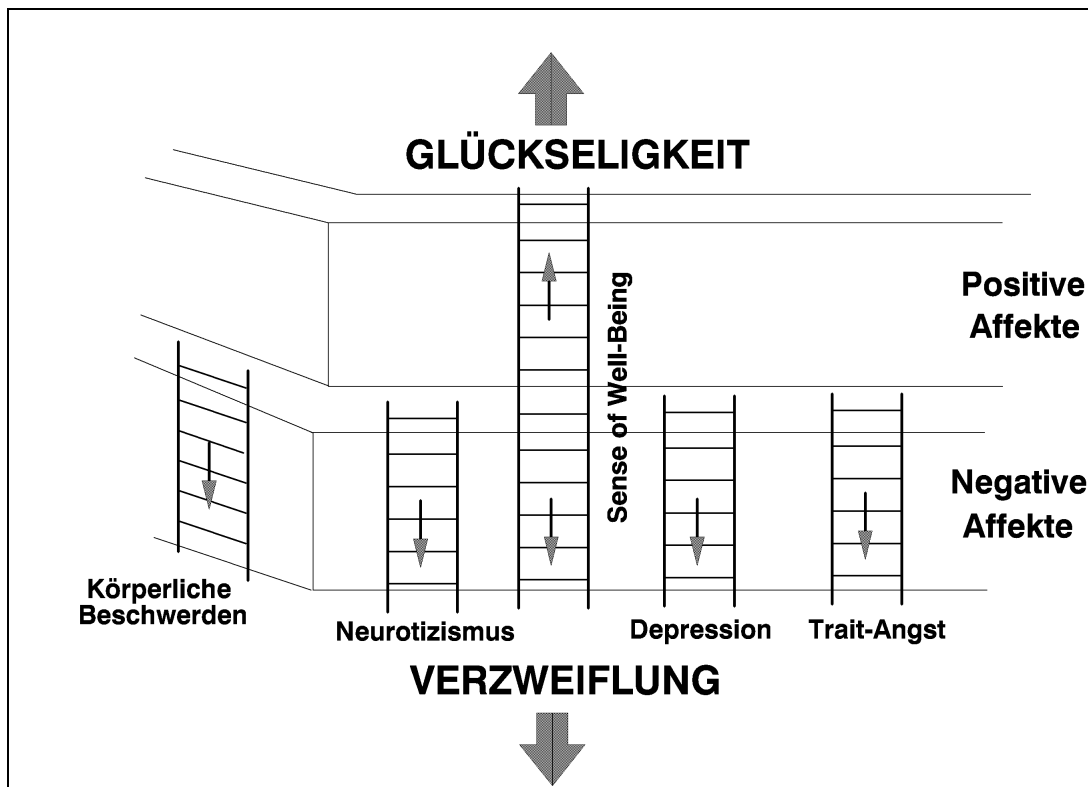 GLÜCKSELIGKEIT
Positive
Affekte
Sense of Well-Being
Negative
Affekte
Körperliche
Beschwerden
Neurotizismus
Depression
Trait-Angst
VERZWEIFLUNG